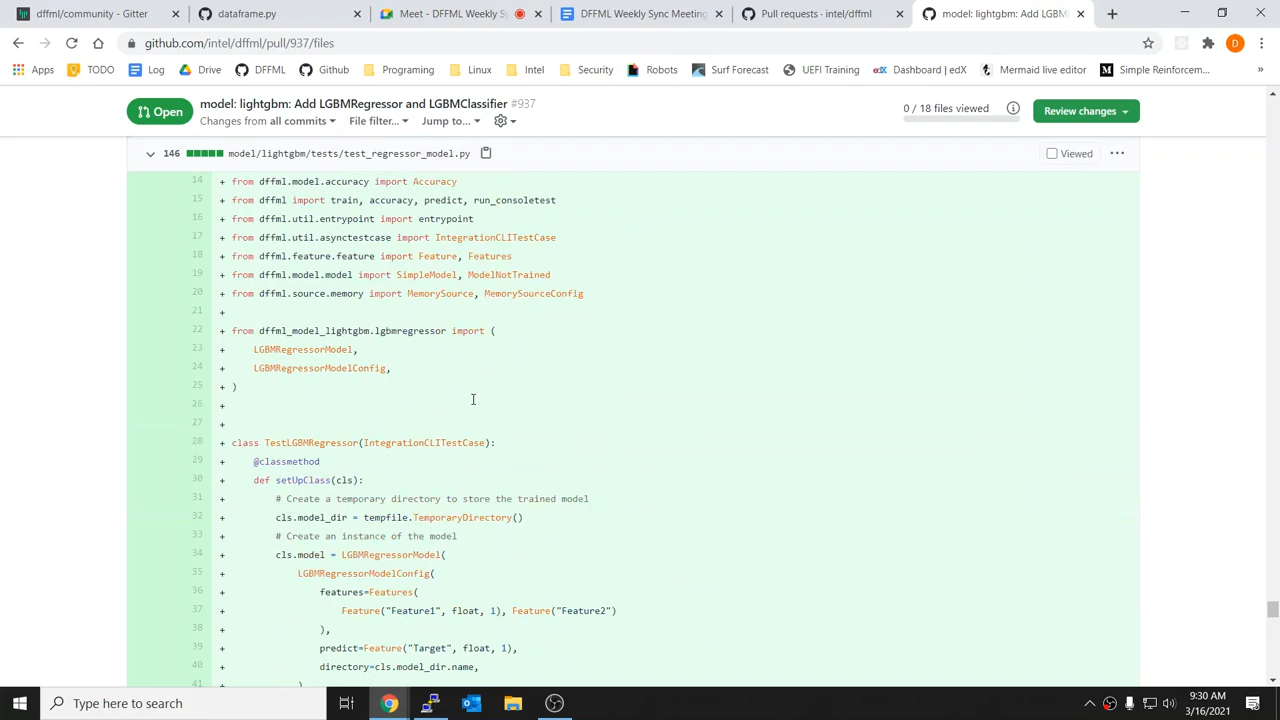 dffml/community - Gitter
dataframe.py
Meet - DFFML Weekly Sy
DFFML Weekly Sync Meeting
Pull requests · intel/dffml
model: lightgbm: Add LGBM
github.com/intel/dffml/pull/937/files
D
Apps
TODO
Log
Drive
DFFML
Github
Programing
Linux
Intel
Security
Robots
Surf Forecast
UEFI Training
Dashboard | edX
Mermaid live editor
Simple Reinforcem...
Open
model: lightgbm: Add LGBMRegressor and LGBMClassifier #937
Changes from all commits
File filter...
Jump to...
0 / 18 files viewed
Review changes
146 model/lightgbm/tests/test_regressor_model.py
Viewed
14 + from dffml.model.accuracy import Accuracy
15 + from dffml import train, accuracy, predict, run_consoletest
16 + from dffml.util.entrypoint import entrypoint
17 + from dffml.util.asynctestcase import IntegrationCLITestCase
18 + from dffml.feature.feature import Feature, Features
19 + from dffml.model.model import SimpleModel, ModelNotTrained
20 + from dffml.source.memory import MemorySource, MemorySourceConfig
21 +
22 + from dffml_model_lightgbm.lgbmregressor import (
23 + LGBMRegressorModel,
24 + LGBMRegressorModelConfig,
25 + )
26 +
27 +
28 + class TestLGBMRegressor(IntegrationCLITestCase):
29 + @classmethod
30 + def setUpClass(cls):
31 + # Create a temporary directory to store the trained model
32 + cls.model_dir = tempfile.TemporaryDirectory()
33 + # Create an instance of the model
34 + cls.model = LGBMRegressorModel(
35 + LGBMRegressorModelConfig(
36 + features=Features(
37 + Feature("Feature1", float, 1), Feature("Feature2")
38 + ),
39 + predict=Feature("Target", float, 1),
40 + directory=cls.model_dir.name,
41 + )
Type here to search
9:30 AM
3/16/2021